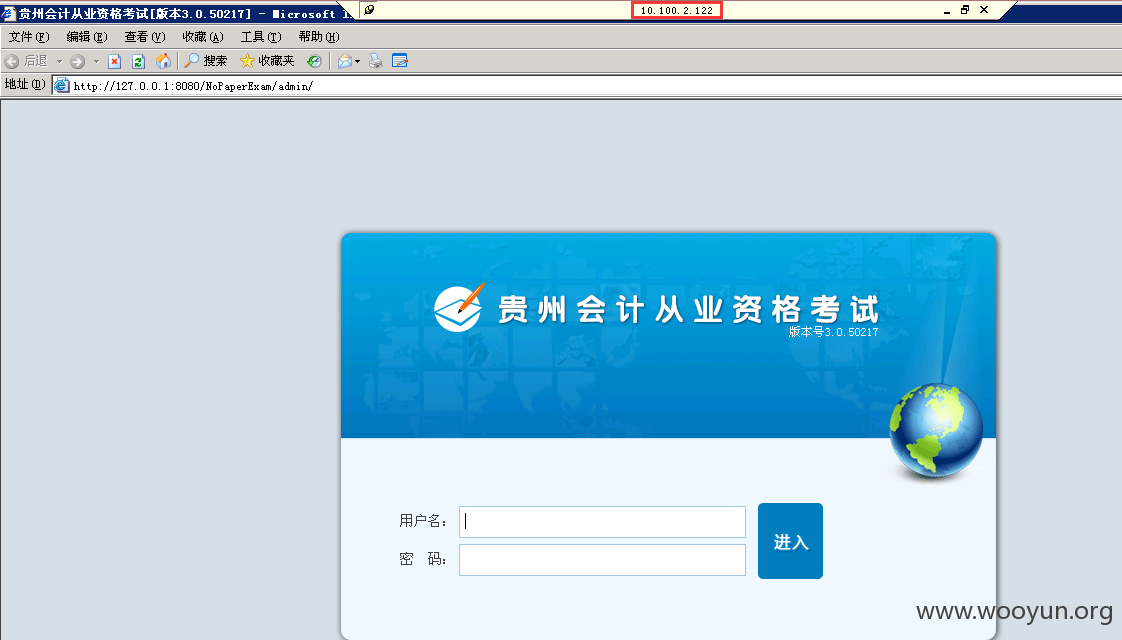 贵州会计从业资格考试[版本3.0.50217] - Microsoft I
10.100.2.122
文件(F) 编辑(E) 查看(V) 收藏(A) 工具(T) 帮助(H)
后退 搜索 收藏夹
地址(D) http://127.0.0.1:8080/NoPaperExam/admin/
贵州会计从业资格考试
版本号3.0.50217
用户名：
密 码：
进入
www.wooyun.org